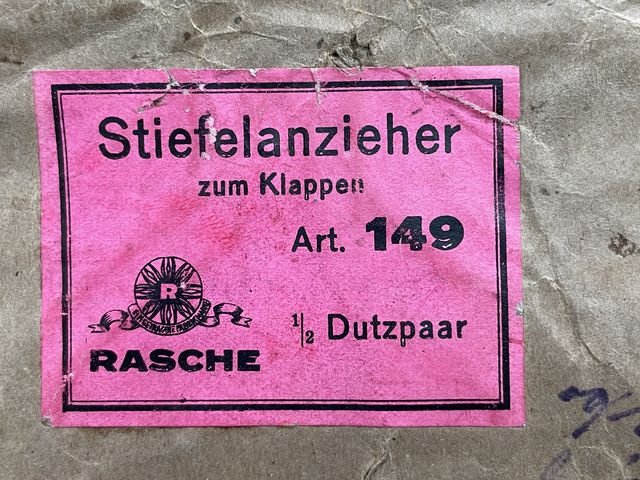 Stiefelanzieher
zum Klappen
Art. 149
R
RASCHE
1/2 Dutzpaar